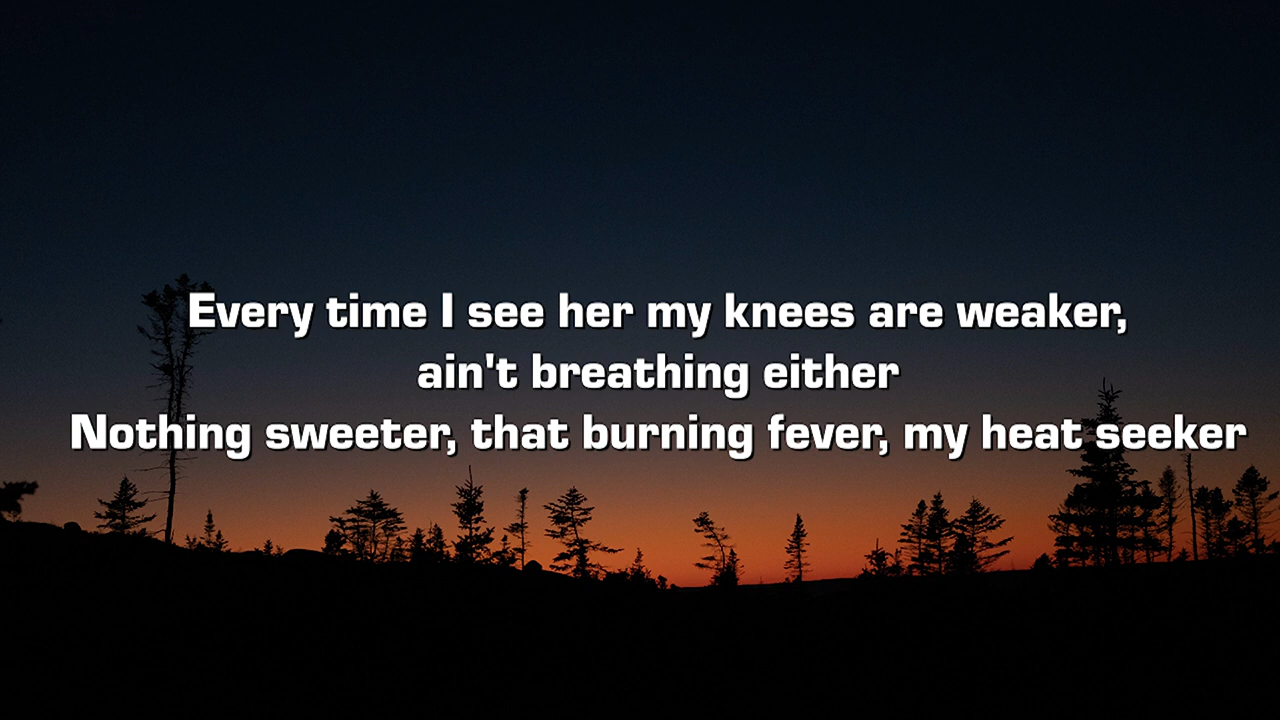 Every time I see her my knees are weaker,
ain't breathing either
Nothing sweeter, that burning fever, my heat seeker